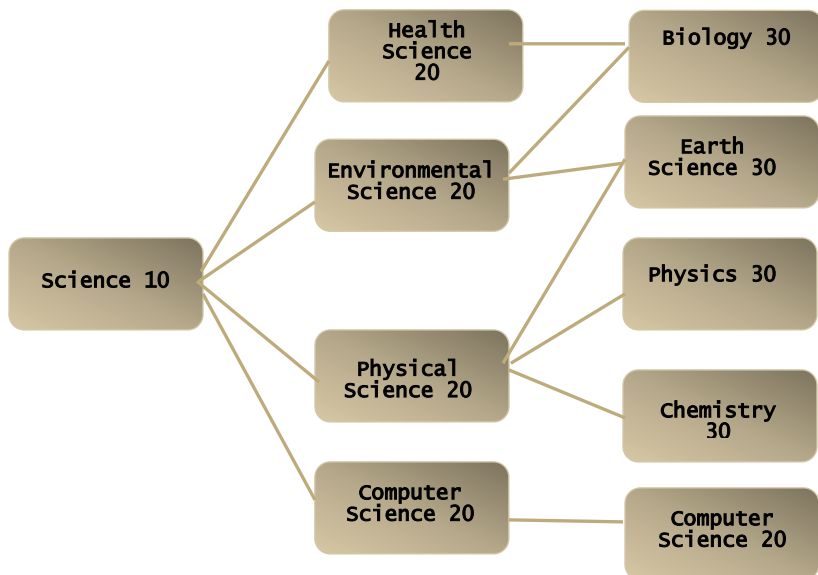 Health
Science
20
Biology 30
Environmental
Science 20
Earth
Science 30
Science 10
Physics 30
Physical
Science 20
Chemistry
30
Computer
Science 20
Computer
Science 20